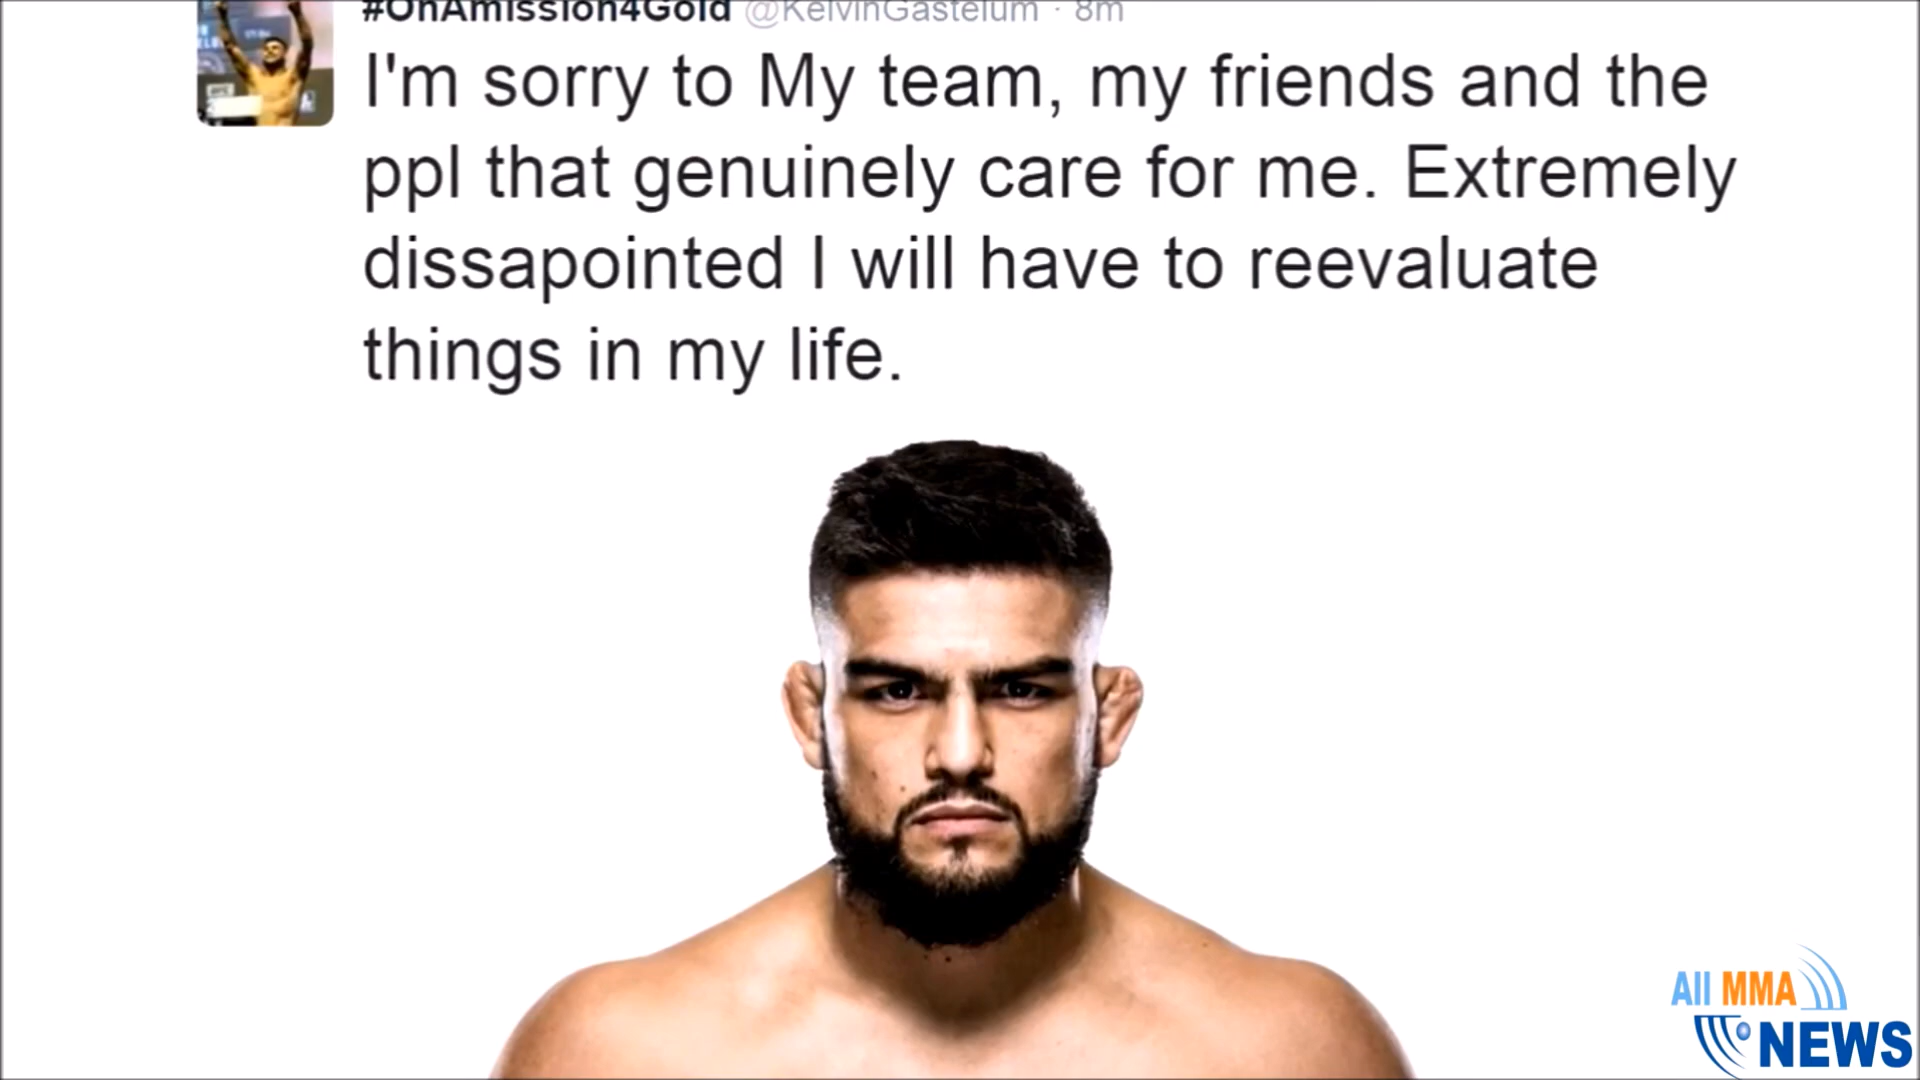 #OnAmission4Gold @KelvinGastelum · 8m
I'm sorry to My team, my friends and the
ppl that genuinely care for me. Extremely
dissapointed I will have to reevaluate
things in my life.
All MMA
NEWS